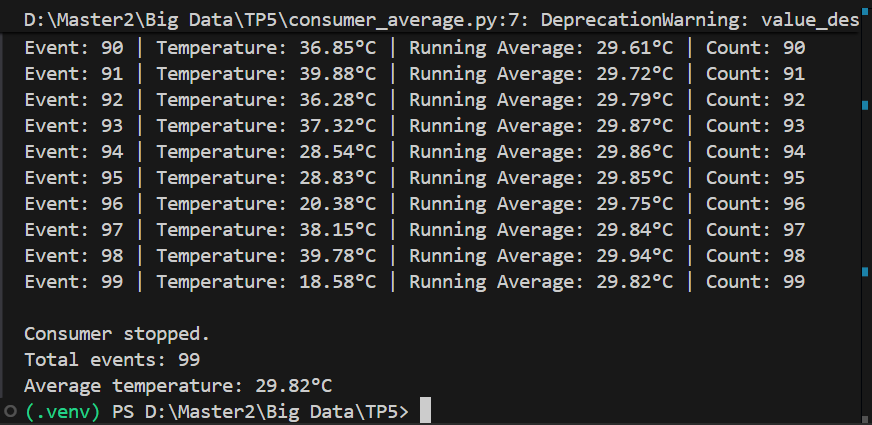 D:\Master2\Big Data\TP5\consumer_average.py:7: DeprecationWarning: value_des
Event: 90 | Temperature: 36.85°C | Running Average: 29.61°C | Count: 90
Event: 91 | Temperature: 39.88°C | Running Average: 29.72°C | Count: 91
Event: 92 | Temperature: 36.28°C | Running Average: 29.79°C | Count: 92
Event: 93 | Temperature: 37.32°C | Running Average: 29.87°C | Count: 93
Event: 94 | Temperature: 28.54°C | Running Average: 29.86°C | Count: 94
Event: 95 | Temperature: 28.83°C | Running Average: 29.85°C | Count: 95
Event: 96 | Temperature: 20.38°C | Running Average: 29.75°C | Count: 96
Event: 97 | Temperature: 38.15°C | Running Average: 29.84°C | Count: 97
Event: 98 | Temperature: 39.78°C | Running Average: 29.94°C | Count: 98
Event: 99 | Temperature: 18.58°C | Running Average: 29.82°C | Count: 99
Consumer stopped.
Total events: 99
Average temperature: 29.82°C
(.venv) PS D:\Master2\Big Data\TP5>